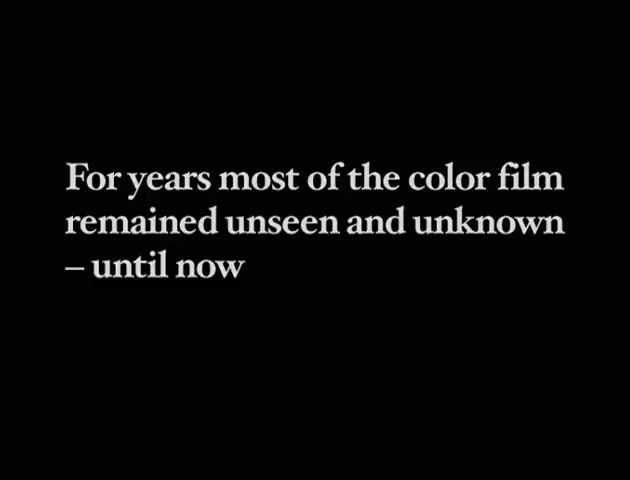 For years most of the color film
remained unseen and unknown
– until now